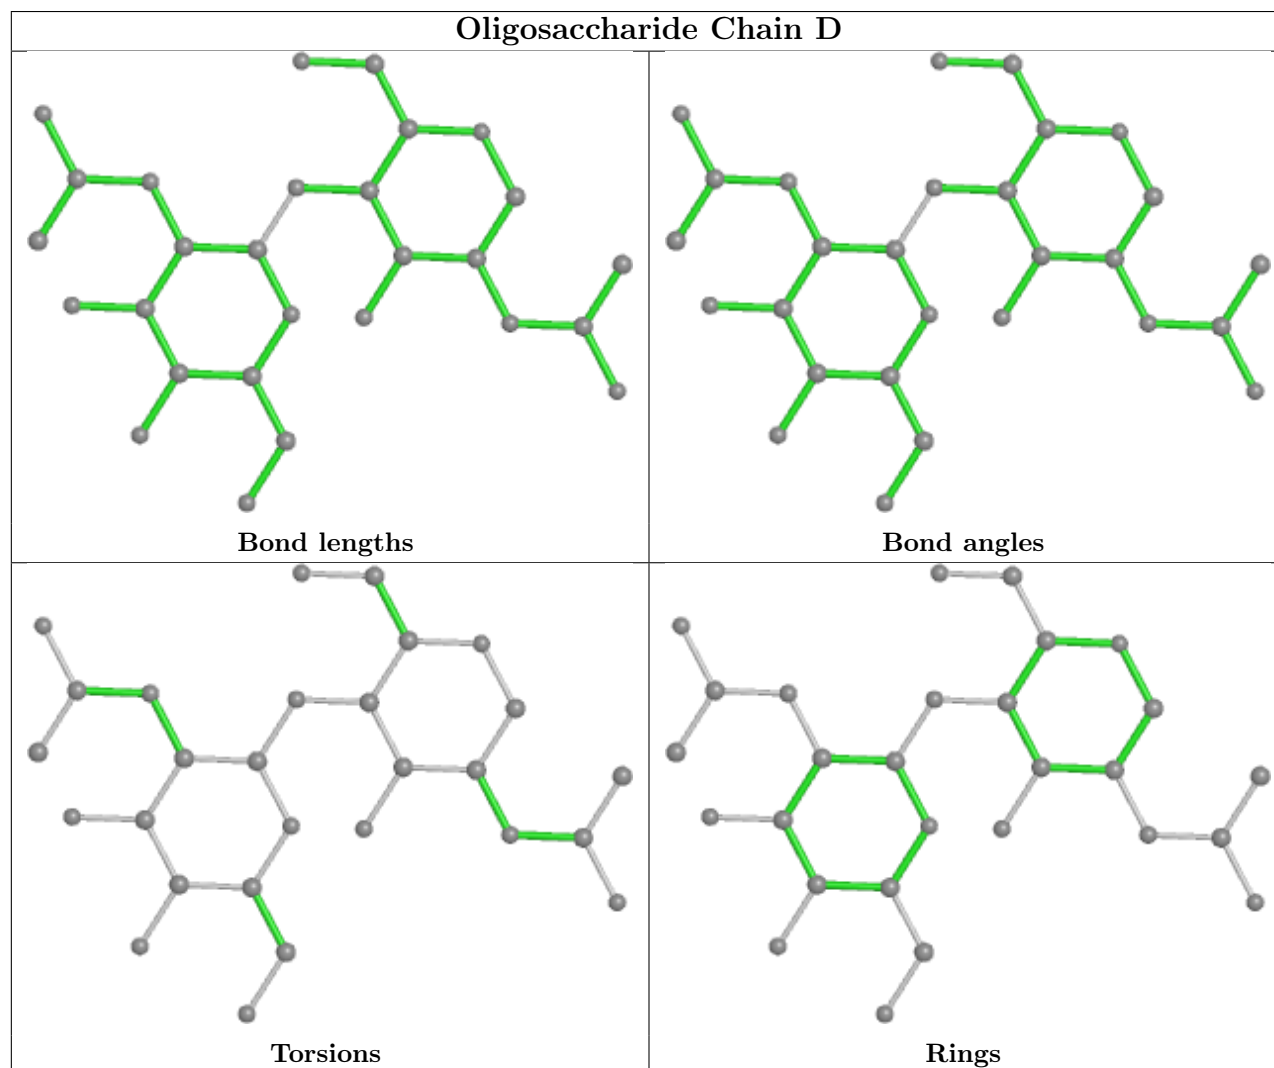 Oligosaccharide Chain D
Bond lengths
Bond angles
Torsions
Rings